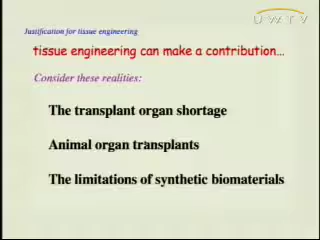 UWTV
Justification for tissue engineering
tissue engineering can make a contribution...
Consider these realities:
The transplant organ shortage
Animal organ transplants
The limitations of synthetic biomaterials